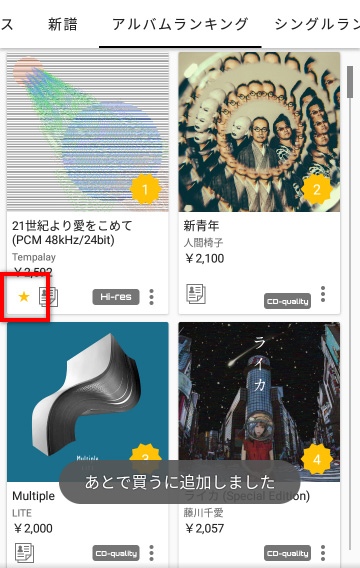 ス 新譜 アルバムランキング シングルラン
1
2
21世紀より愛をこめて
(PCM 48kHz/24bit)
Tempalay
￥2,592
Hi-res
新青年
人間椅子
￥2,100
CD-quality
Multiple
3
ライカ
4
あとで買うに追加しました
Multiple
LITE
￥2,000
CD-quality
ライカ (Special Edition)
藤川千愛
￥2,057
CD-quality